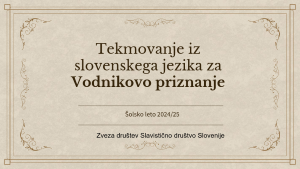 Tekmovanje iz
slovenskega jezika za
Vodnikovo priznanje
Šolsko leto 2024/25
Zveza društev Slavistično društvo Slovenije